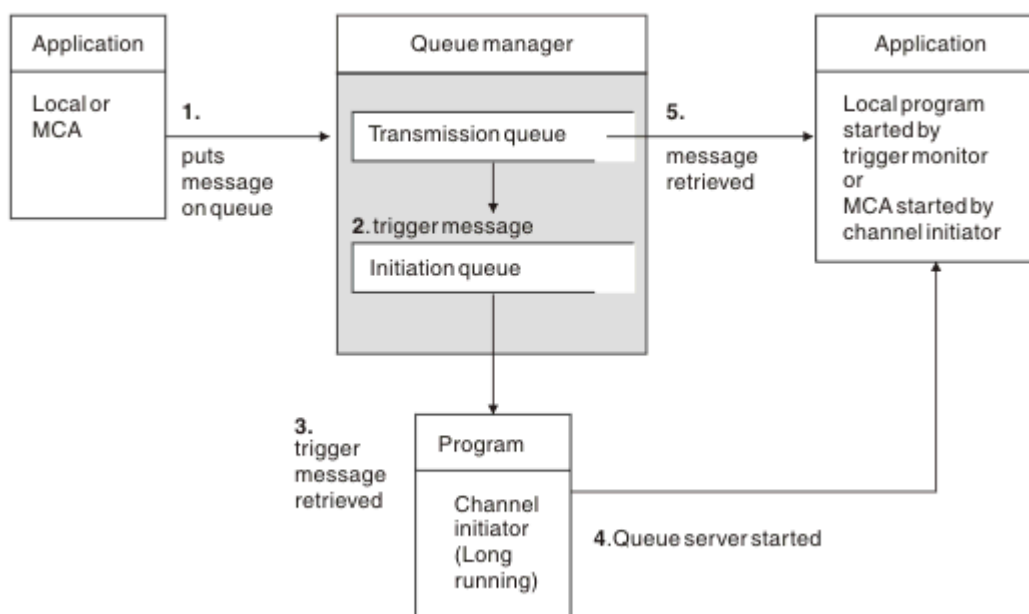 Application
Local or
MCA
1.
puts
message
on queue
Queue manager
Transmission queue
2.trigger message
Initiation queue
5.
message
retrieved
Application
Local program
started by
trigger monitor
or
MCA started by
channel initiator
3.
trigger
message
retrieved
Program
Channel
initiator
(Long
running)
4.Queue server started